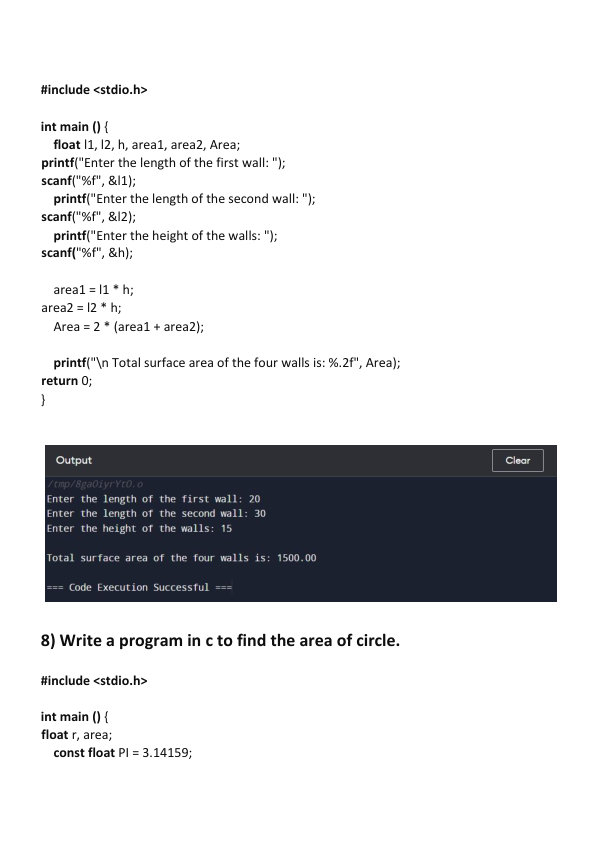 #include <stdio.h>
int main () {
float l1, l2, h, area1, area2, Area;
printf("Enter the length of the first wall: ");
scanf("%f", &l1);
printf("Enter the length of the second wall: ");
scanf("%f", &l2);
printf("Enter the height of the walls: ");
scanf("%f", &h);
area1 = l1 * h;
area2 = l2 * h;
Area = 2 * (area1 + area2);
printf("\n Total surface area of the four walls is: %.2f", Area);
return 0;
}
Output Clear
Enter the length of the first wall: 20
Enter the length of the second wall: 30
Enter the height of the walls: 15
Total surface area of the four walls is: 1500.00
=== Code Execution Successful ===
8) Write a program in c to find the area of circle.
#include <stdio.h>
int main () {
float r, area;
const float PI = 3.14159;